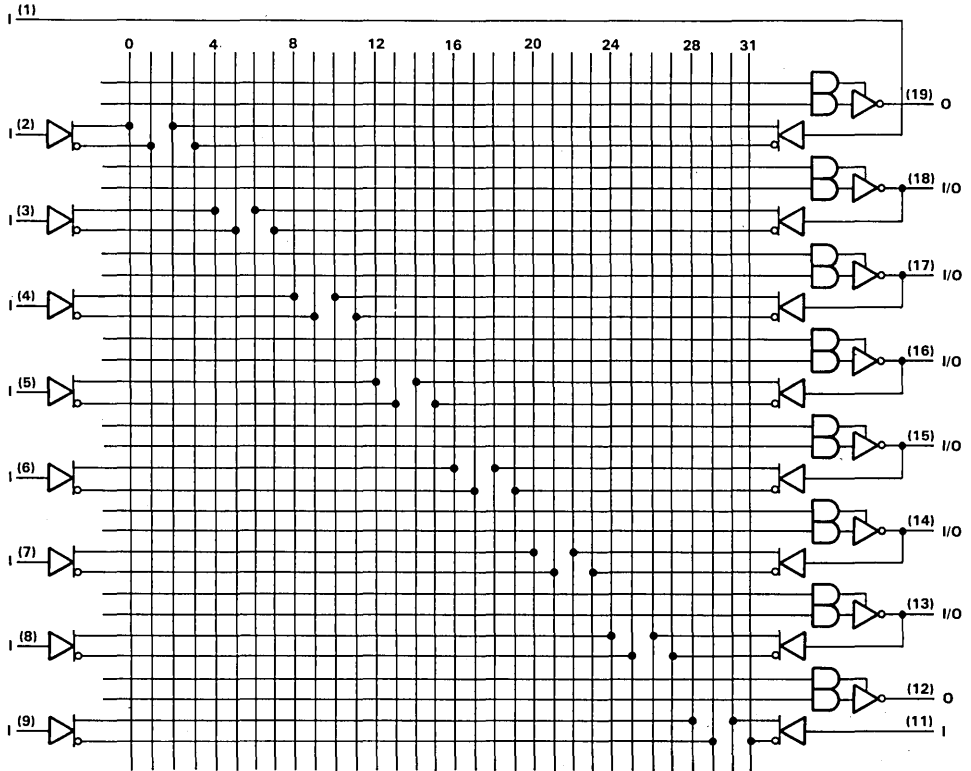 I (1)
0 4 8 12 16 20 24 28 31
(19) O
I (2)
(18) I/O
I (3)
(17) I/O
I (4)
(16) I/O
I (5)
(15) I/O
I (6)
(14) I/O
I (7)
(13) I/O
I (8)
(12) O
I (9) (11) I